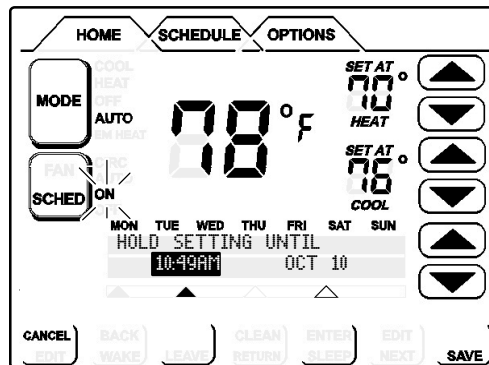 HOME SCHEDULE OPTIONS
COOL
HEAT
OFF
AUTO
EM HEAT
MODE
78°F
SET AT
70°
HEAT
SET AT
76°
COOL
FAN CIRC
AUTO
SCHED ON
MON TUE WED THU FRI SAT SUN
HOLD SETTING UNTIL
10:49AM OCT 10
CANCEL BACK CLEAN ENTER EDIT
EDIT WAKE LEAVE RETURN SLEEP NEXT SAVE